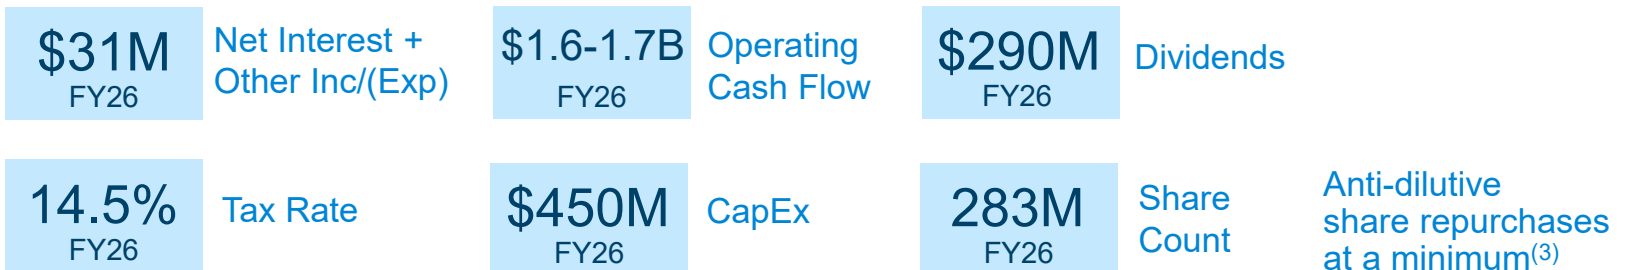 $31M
FY26
Net Interest +
Other Inc/(Exp)
$1.6-1.7B
FY26
Operating
Cash Flow
$290M
FY26
Dividends
14.5%
FY26
Tax Rate
$450M
FY26
CapEx
283M
FY26
Share
Count
Anti-dilutive
share repurchases
at a minimum(3)